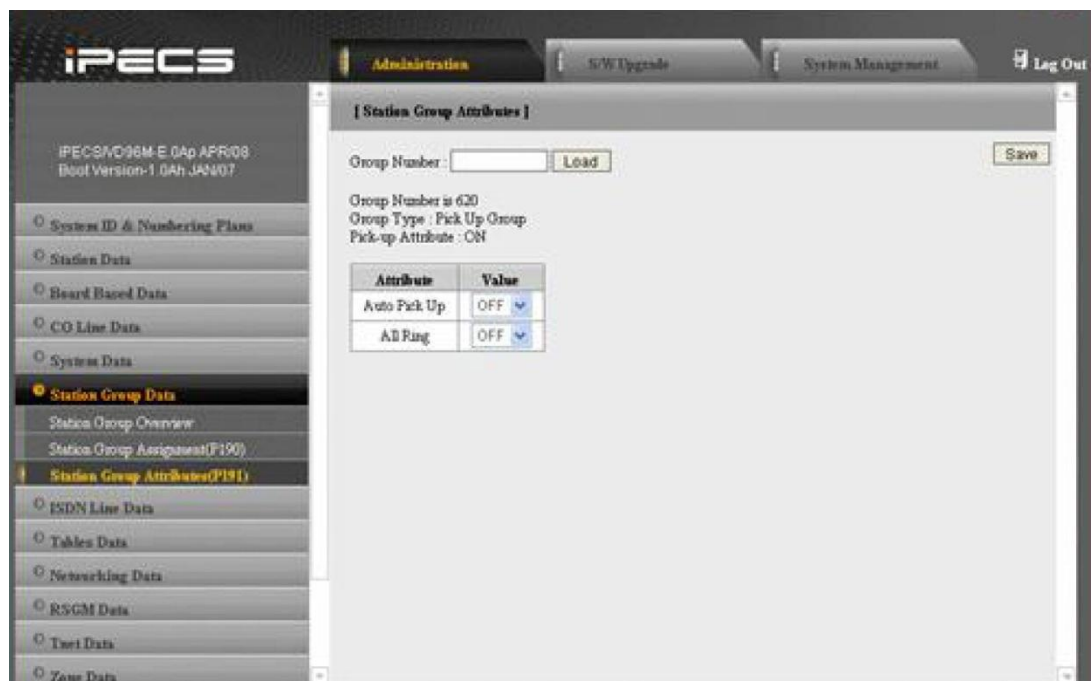 iPECS
Administration
S/W Upgrade
System Management
Log Out
[ Station Group Attributes ]
Group Number : Load
Save
Group Number is 620
Group Type : Pick Up Group
Pick-up Attribute : ON
Attribute Value
Auto Pick Up OFF
All Ring OFF
APR/08
Boot Version-1.0Ah JAN/07
System ID & Numbering Plans
Station Data
Board Based Data
CO Line Data
System Data
Station Group Data
Station Group Overview
Station Group Assignment(P190)
Station Group Attributes(P191)
ISDN Line Data
Tables Data
Networking Data
RSGM Data
Tnet Data
Zone Data